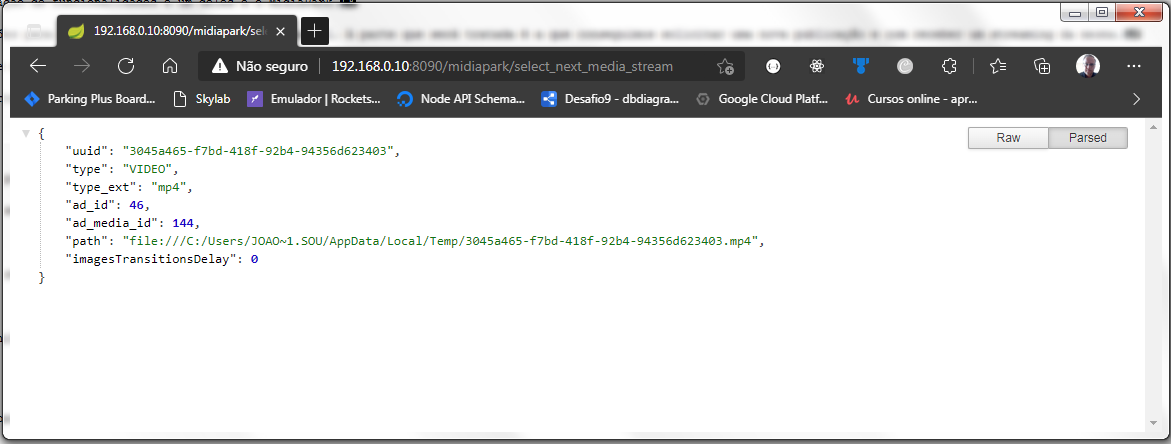 192.168.0.10:8090/midiapark/sel
Não seguro
192.168.0.10:8090/midiapark/select_next_media_stream
Parking Plus Board... Skylab Emulador | Rockets... Node API Schema... Desafio9 - dbdiagra... Google Cloud Platf... Cursos online - apr...
Raw Parsed
{
"uuid": "3045a465-f7bd-418f-92b4-94356d623403",
"type": "VIDEO",
"type_ext": "mp4",
"ad_id": 46,
"ad_media_id": 144,
"path": "file:///C:/Users/JOAO~1.SOU/AppData/Local/Temp/3045a465-f7bd-418f-92b4-94356d623403.mp4",
"imagesTransitionsDelay": 0
}